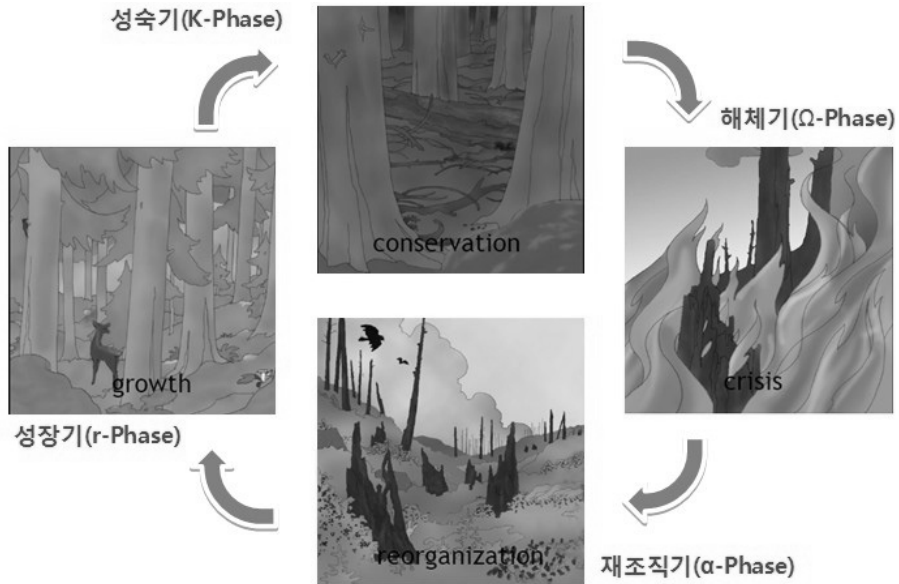 성숙기(K-Phase)
conservation
해체기(Ω-Phase)
growth
crisis
성장기(r-Phase)
reorganization
재조직기(α-Phase)